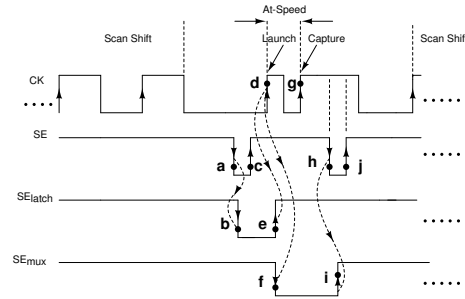 At-Speed
Scan Shift
Launch
Capture
Scan Shif
CK
d
g
SE
a
c
h
j
SElatch
b
e
SEmux
f
i